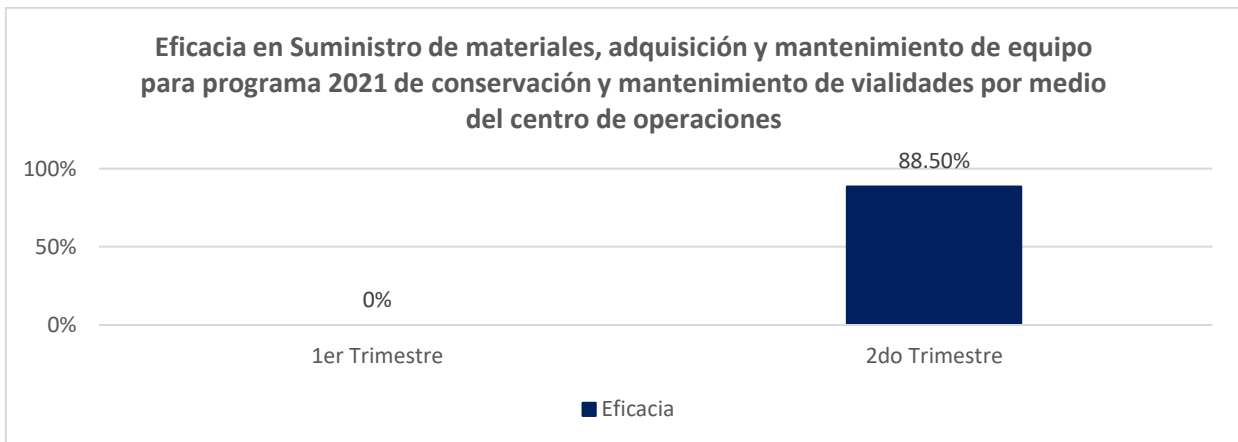 Eficacia en Suministro de materiales, adquisición y mantenimiento de equipo
para programa 2021 de conservación y mantenimiento de vialidades por medio
del centro de operaciones
100%
88.50%
50%
0%
0%
1er Trimestre
2do Trimestre
Eficacia